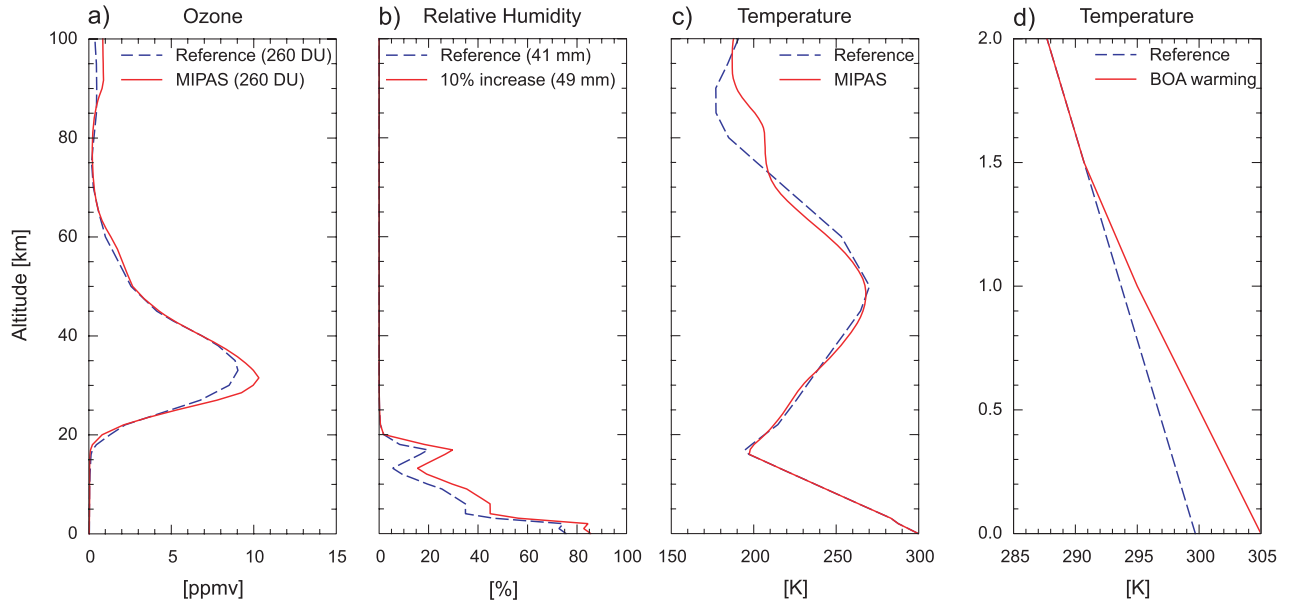 a) Ozone
b) Relative Humidity
c) Temperature
d) Temperature
Reference (260 DU)
MIPAS (260 DU)
Reference (41 mm)
10% increase (49 mm)
Reference
MIPAS
Reference
BOA warming
Altitude [km]
100
80
60
40
20
0
2.0
1.5
1.0
0.5
0.0
0 5 10 15
0 20 40 60 80 100
150 200 250 300
285 290 295 300 305
[ppmv]
[%]
[K]
[K]